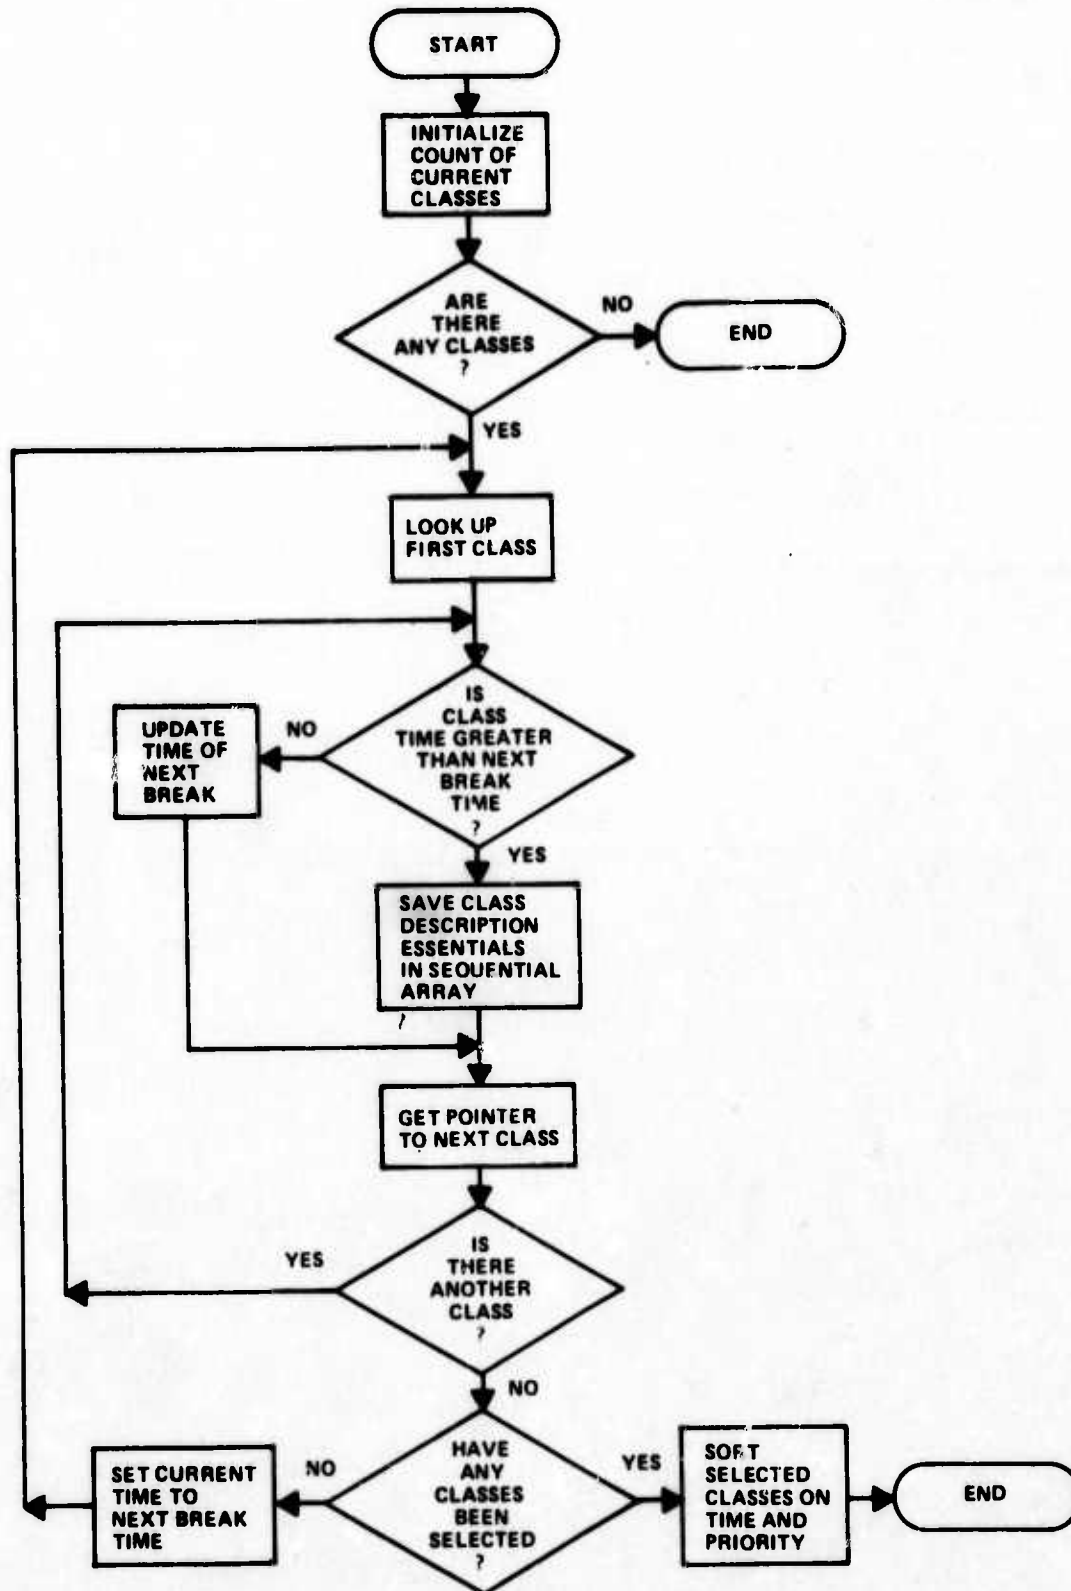 START
INITIALIZE
COUNT OF
CURRENT
CLASSES
ARE
THERE
ANY CLASSES
?
NO
END
YES
LOOK UP
FIRST CLASS
IS
CLASS
TIME GREATER
THAN NEXT
BREAK
TIME
?
NO
UPDATE
TIME OF
NEXT
BREAK
YES
SAVE CLASS
DESCRIPTION
ESSENTIALS
IN SEQUENTIAL
ARRAY
GET POINTER
TO NEXT CLASS
IS
THERE
ANOTHER
CLASS
?
YES
NO
HAVE
ANY
CLASSES
BEEN
SELECTED
?
NO
SET CURRENT
TIME TO
NEXT BREAK
TIME
YES
SORT
SELECTED
CLASSES ON
TIME AND
PRIORITY
END